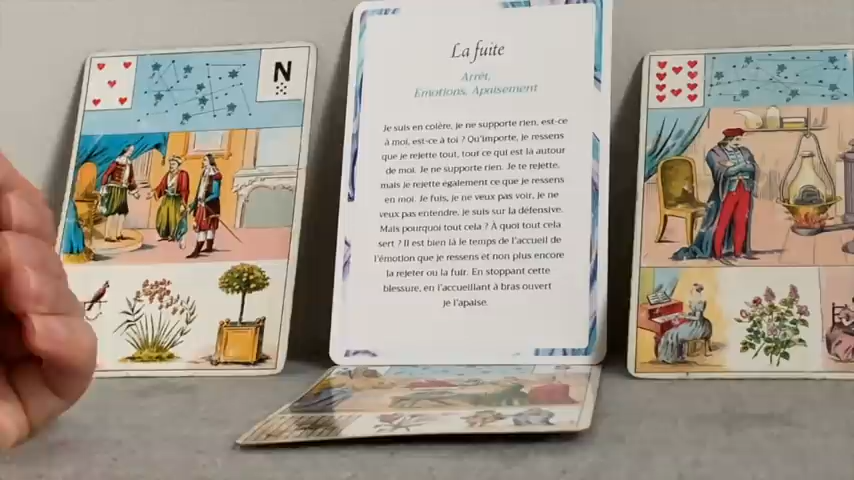 N
La fuite
Arrêt,
Emotions, Apaisement
Je suis en colère, je ne supporte rien, est-ce
à moi, est-ce à toi ? Qu'importe, je ressens
que je rejette tout, tout ce qui est là autour
de moi. Je ne supporte rien. Je te rejette,
mais je rejette également ce que je ressens
en moi. Je fuis, je ne veux pas voir, je ne
veux pas entendre, je suis sur la défensive.
Mais pourquoi tout cela ? À quoi tout cela
sert ? Il est bien là le temps de l'accueil de
l'émotion que je ressens et non plus encore
la rejeter ou la fuir. En stoppant cette
blessure, en l'accueillant à bras ouvert
je l'apaise.